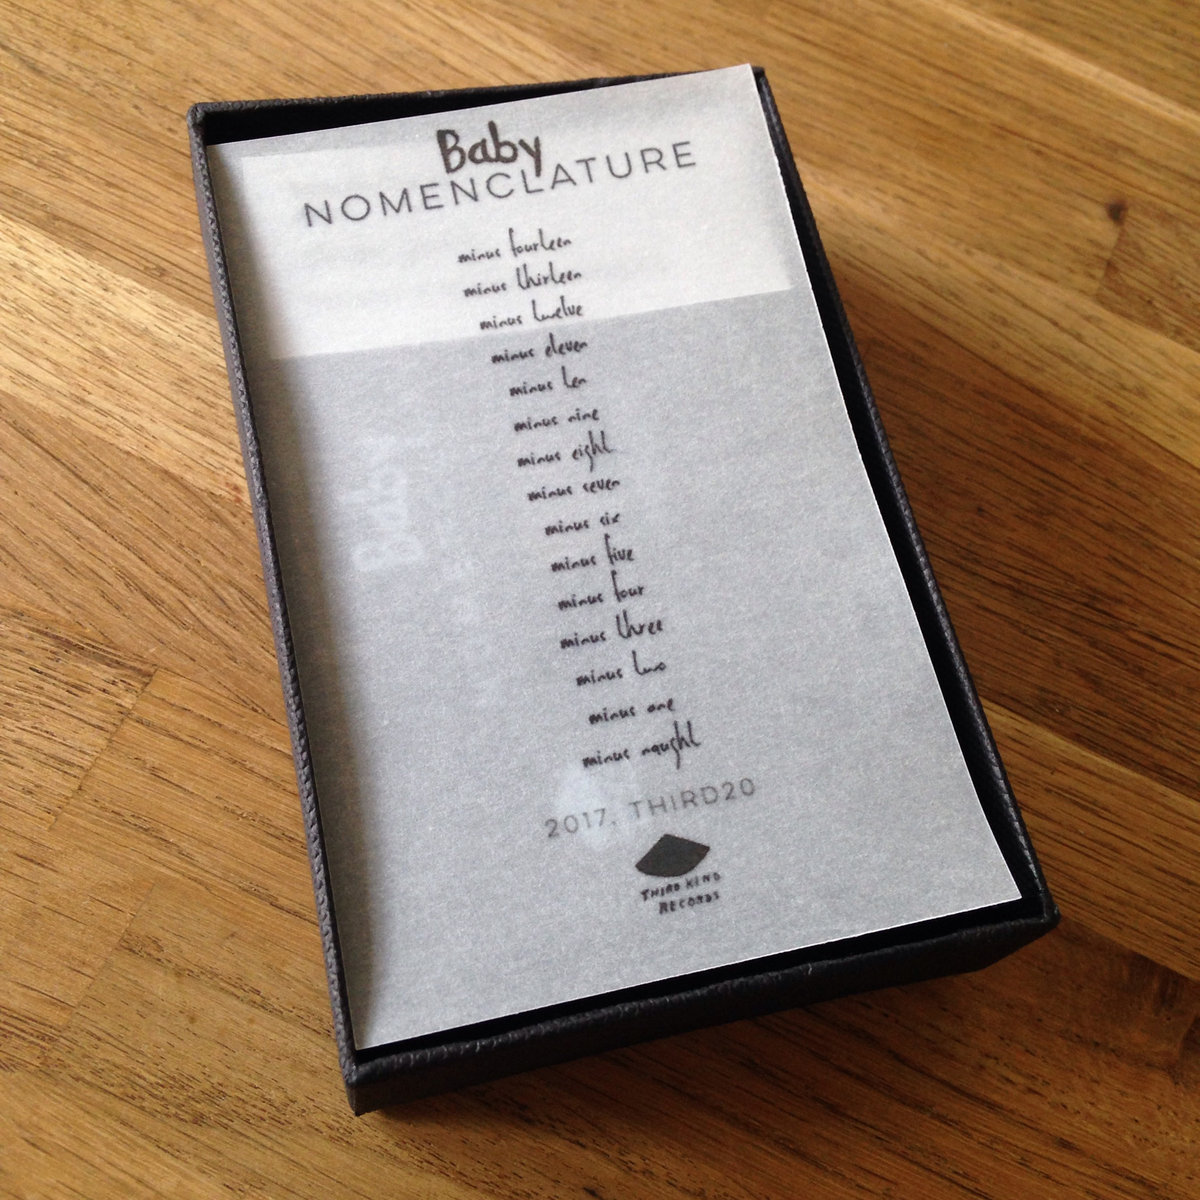 Baby
NOMENCLATURE
minus fourteen
minus thirteen
minus twelve
minus eleven
minus ten
minus nine
minus eight
minus seven
minus six
minus five
minus four
minus three
minus two
minus one
minus naught
2017, THIRD20
THIRD KIND
RECORDS
Baby